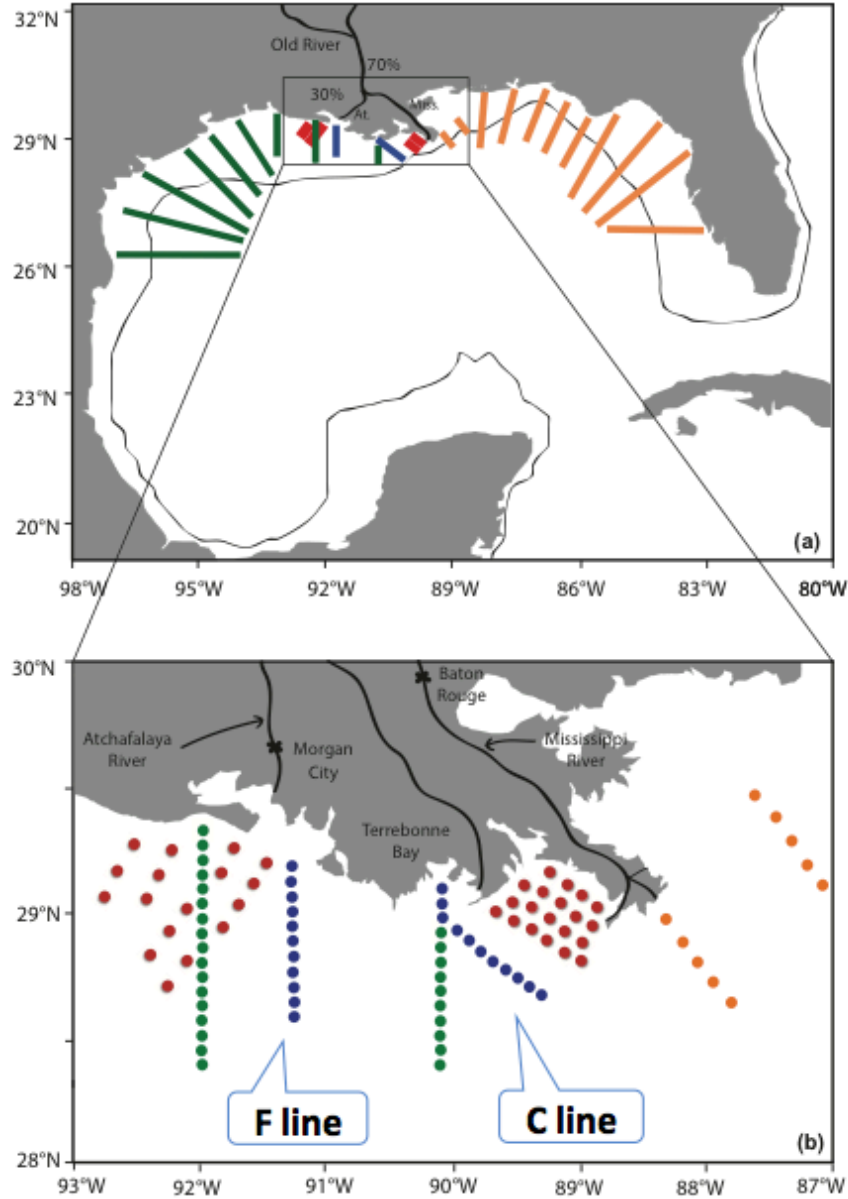 32°N
Old River
70%
30%
Miss.
At.
29°N
26°N
23°N
20°N
(a)
98°W 95°W 92°W 89°W 86°W 83°W 80°W
30°N
Baton
Rouge
Atchafalaya
River
Morgan
City
Mississippi
River
Terrebonne
Bay
29°N
F line
C line
(b)
28°N
93°W 92°W 91°W 90°W 89°W 88°W 87°W